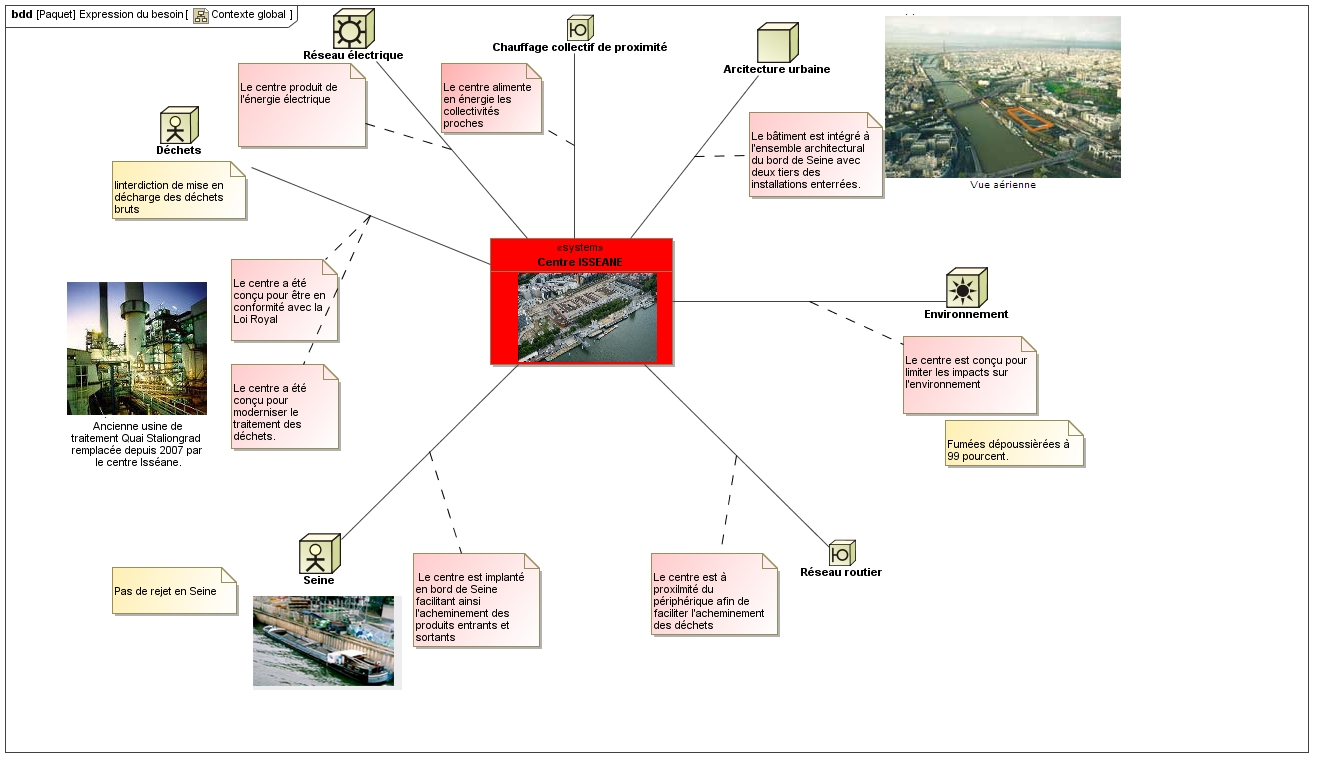 bdd [Paquet] Expression du besoin [ Contexte global ]
Réseau électrique
Chauffage collectif de proximité
Arcitecture urbaine
Le centre produit de
l'énergie électrique
Le centre alimente
en énergie les
collectivités
proches
Le bâtiment est intégré à
l'ensemble architectural
du bord de Seine avec
deux tiers des
installations enterrées.
Vue aérienne
Déchets
Iinterdiction de mise en
décharge des déchets
bruts
«system»
Centre ISSEANE
Le centre a été
conçu pour être en
conformité avec la
Loi Royal
Environnement
Le centre est conçu pour
limiter les impacts sur
l'environnement
Le centre a été
conçu pour
moderniser le
traitement des
déchets.
Ancienne usine de
traitement Quai Staliongrad
remplacée depuis 2007 par
le centre Isséane.
Fumées dépoussièrées à
99 pourcent.
Seine
Pas de rejet en Seine
Le centre est implanté
en bord de Seine
facilitant ainsi
l'acheminement des
produits entrants et
sortants
Le centre est à
proxilmité du
périphérique afin de
faciliter l'acheminement
des déchets
Réseau routier